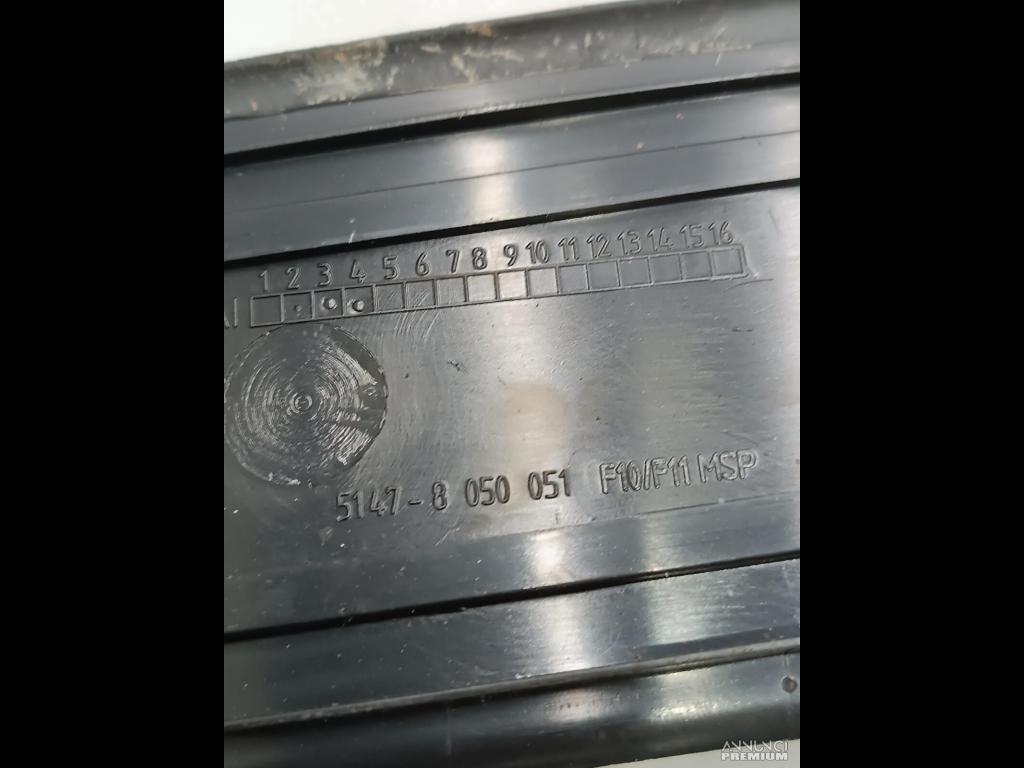 1 2 3 4 5 6 7 8 9 10 11 12 13 14 15 16
5147-8 050 051 F10/F11 MSP
ANNUNCI
PREMIUM